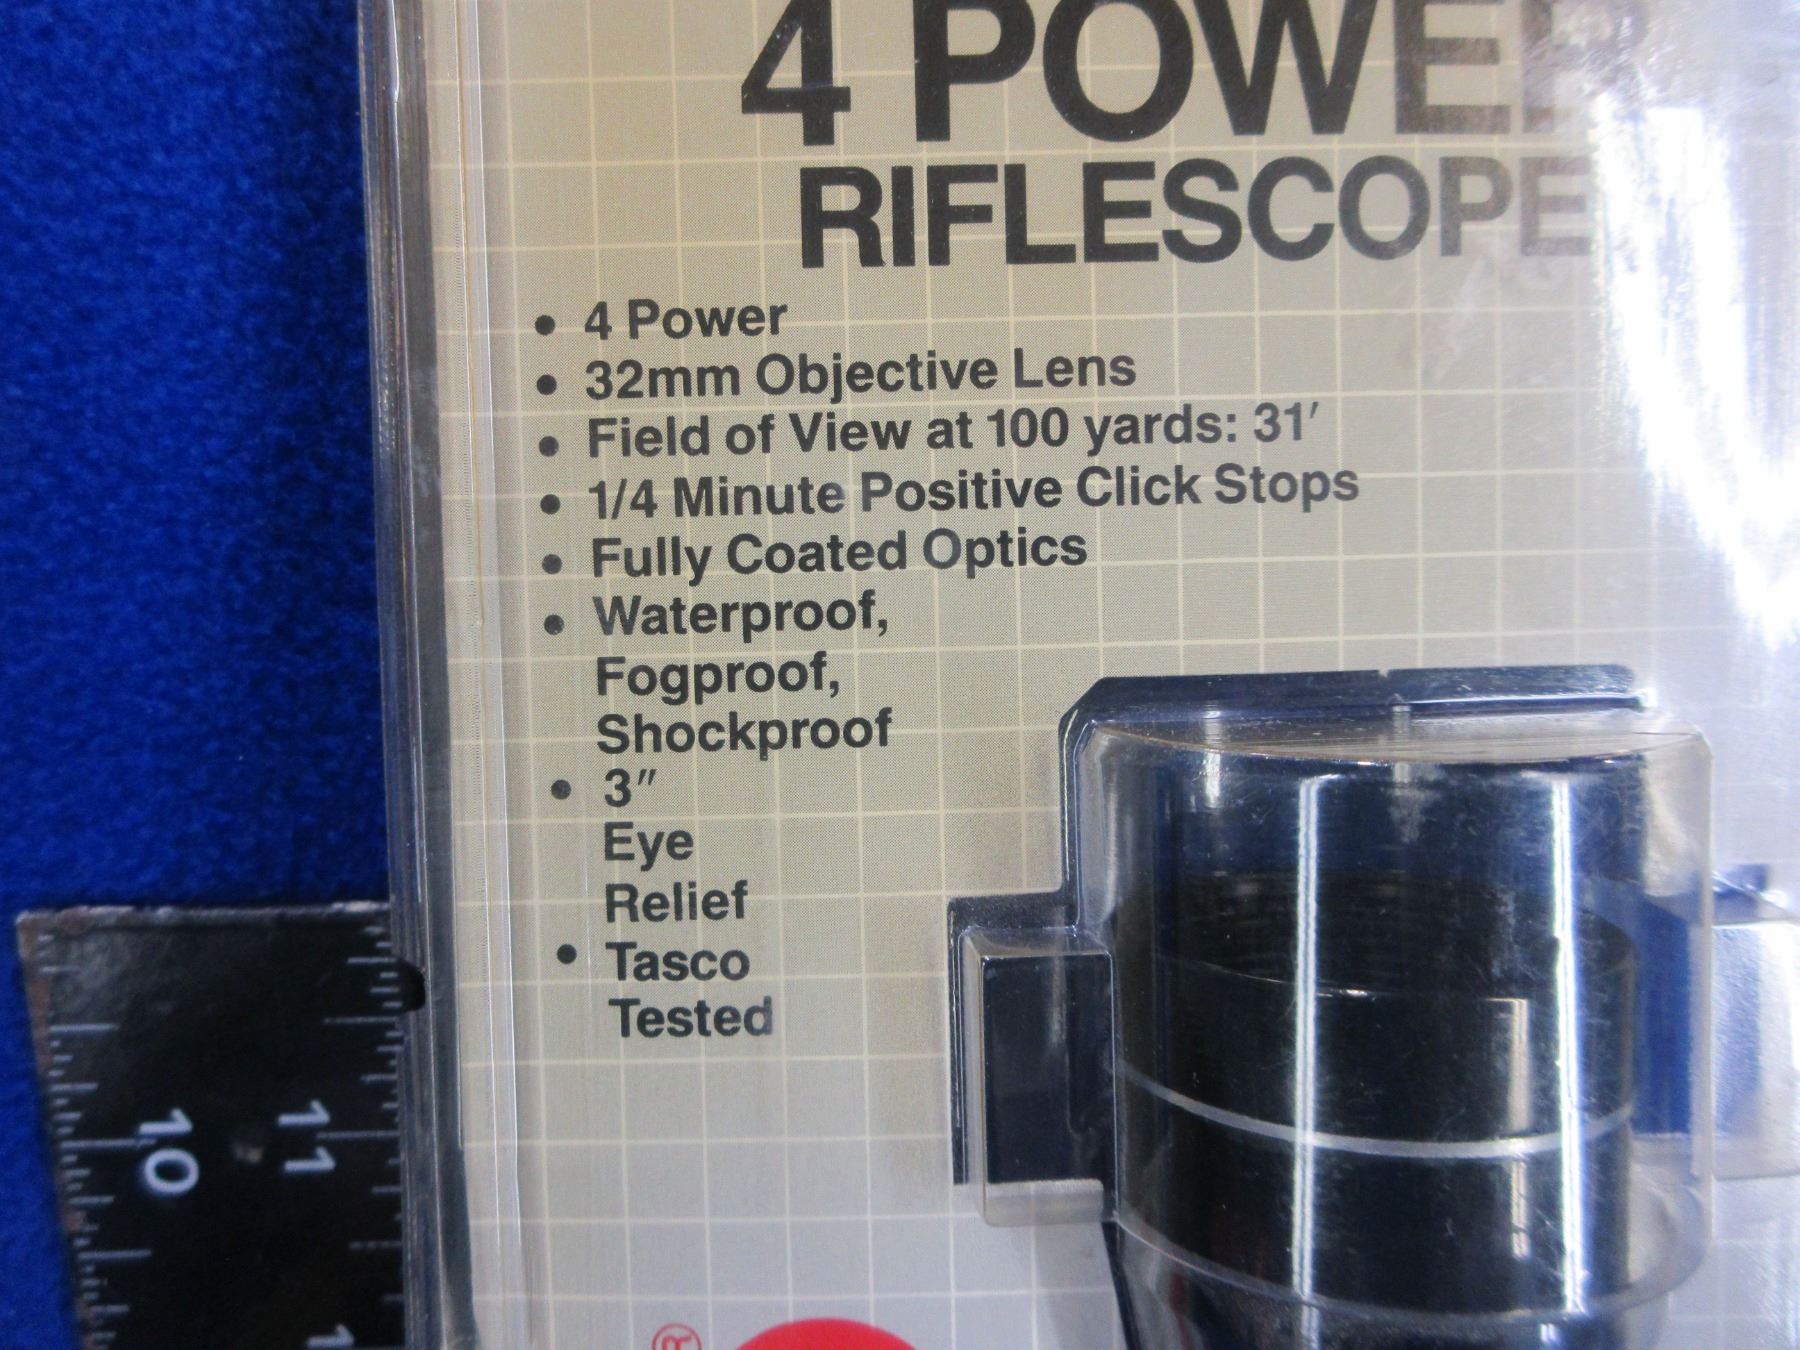 4 POWER
RIFLESCOPE
• 4 Power
• 32mm Objective Lens
• Field of View at 100 yards: 31′
• 1/4 Minute Positive Click Stops
• Fully Coated Optics
• Waterproof,
Fogproof,
Shockproof
• 3″
Eye
Relief
• Tasco
Tested
®
10
11
1